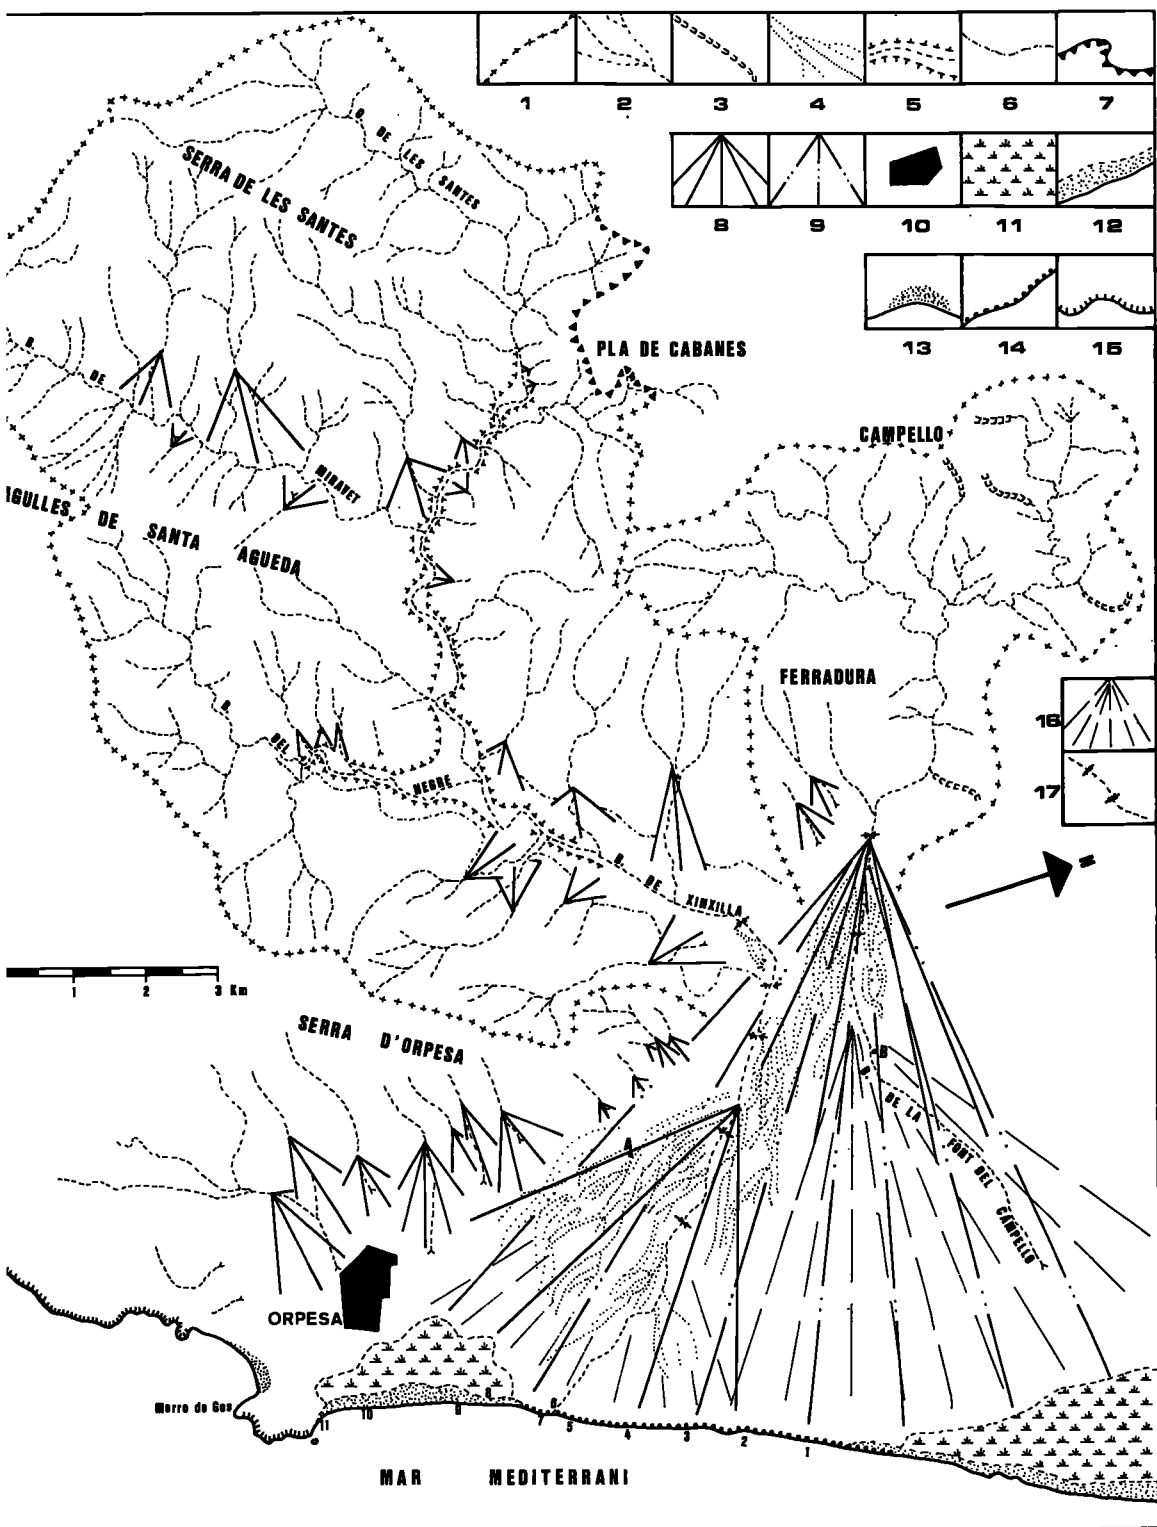 1 2 3 4 5 6 7
8 9 10 11 12
13 14 15
16
17
B. DE LES SANTES
SERRA DE LES SANTES
B. DE MIRAVET
PLA DE CABANES
CAMPELLO
AGULLES DE SANTA AGUEDA
FERRADURA
B. DEL NEGRE
B. DE XINXILLA
N
1 2 3 Km
SERRA D'ORPESA
B
B. DE LA FONT DEL CAMPELLO
A
ORPESA
Morro de Gos
11 10 9 8 7 6 5 4 3 2 1
MAR MEDITERRANI